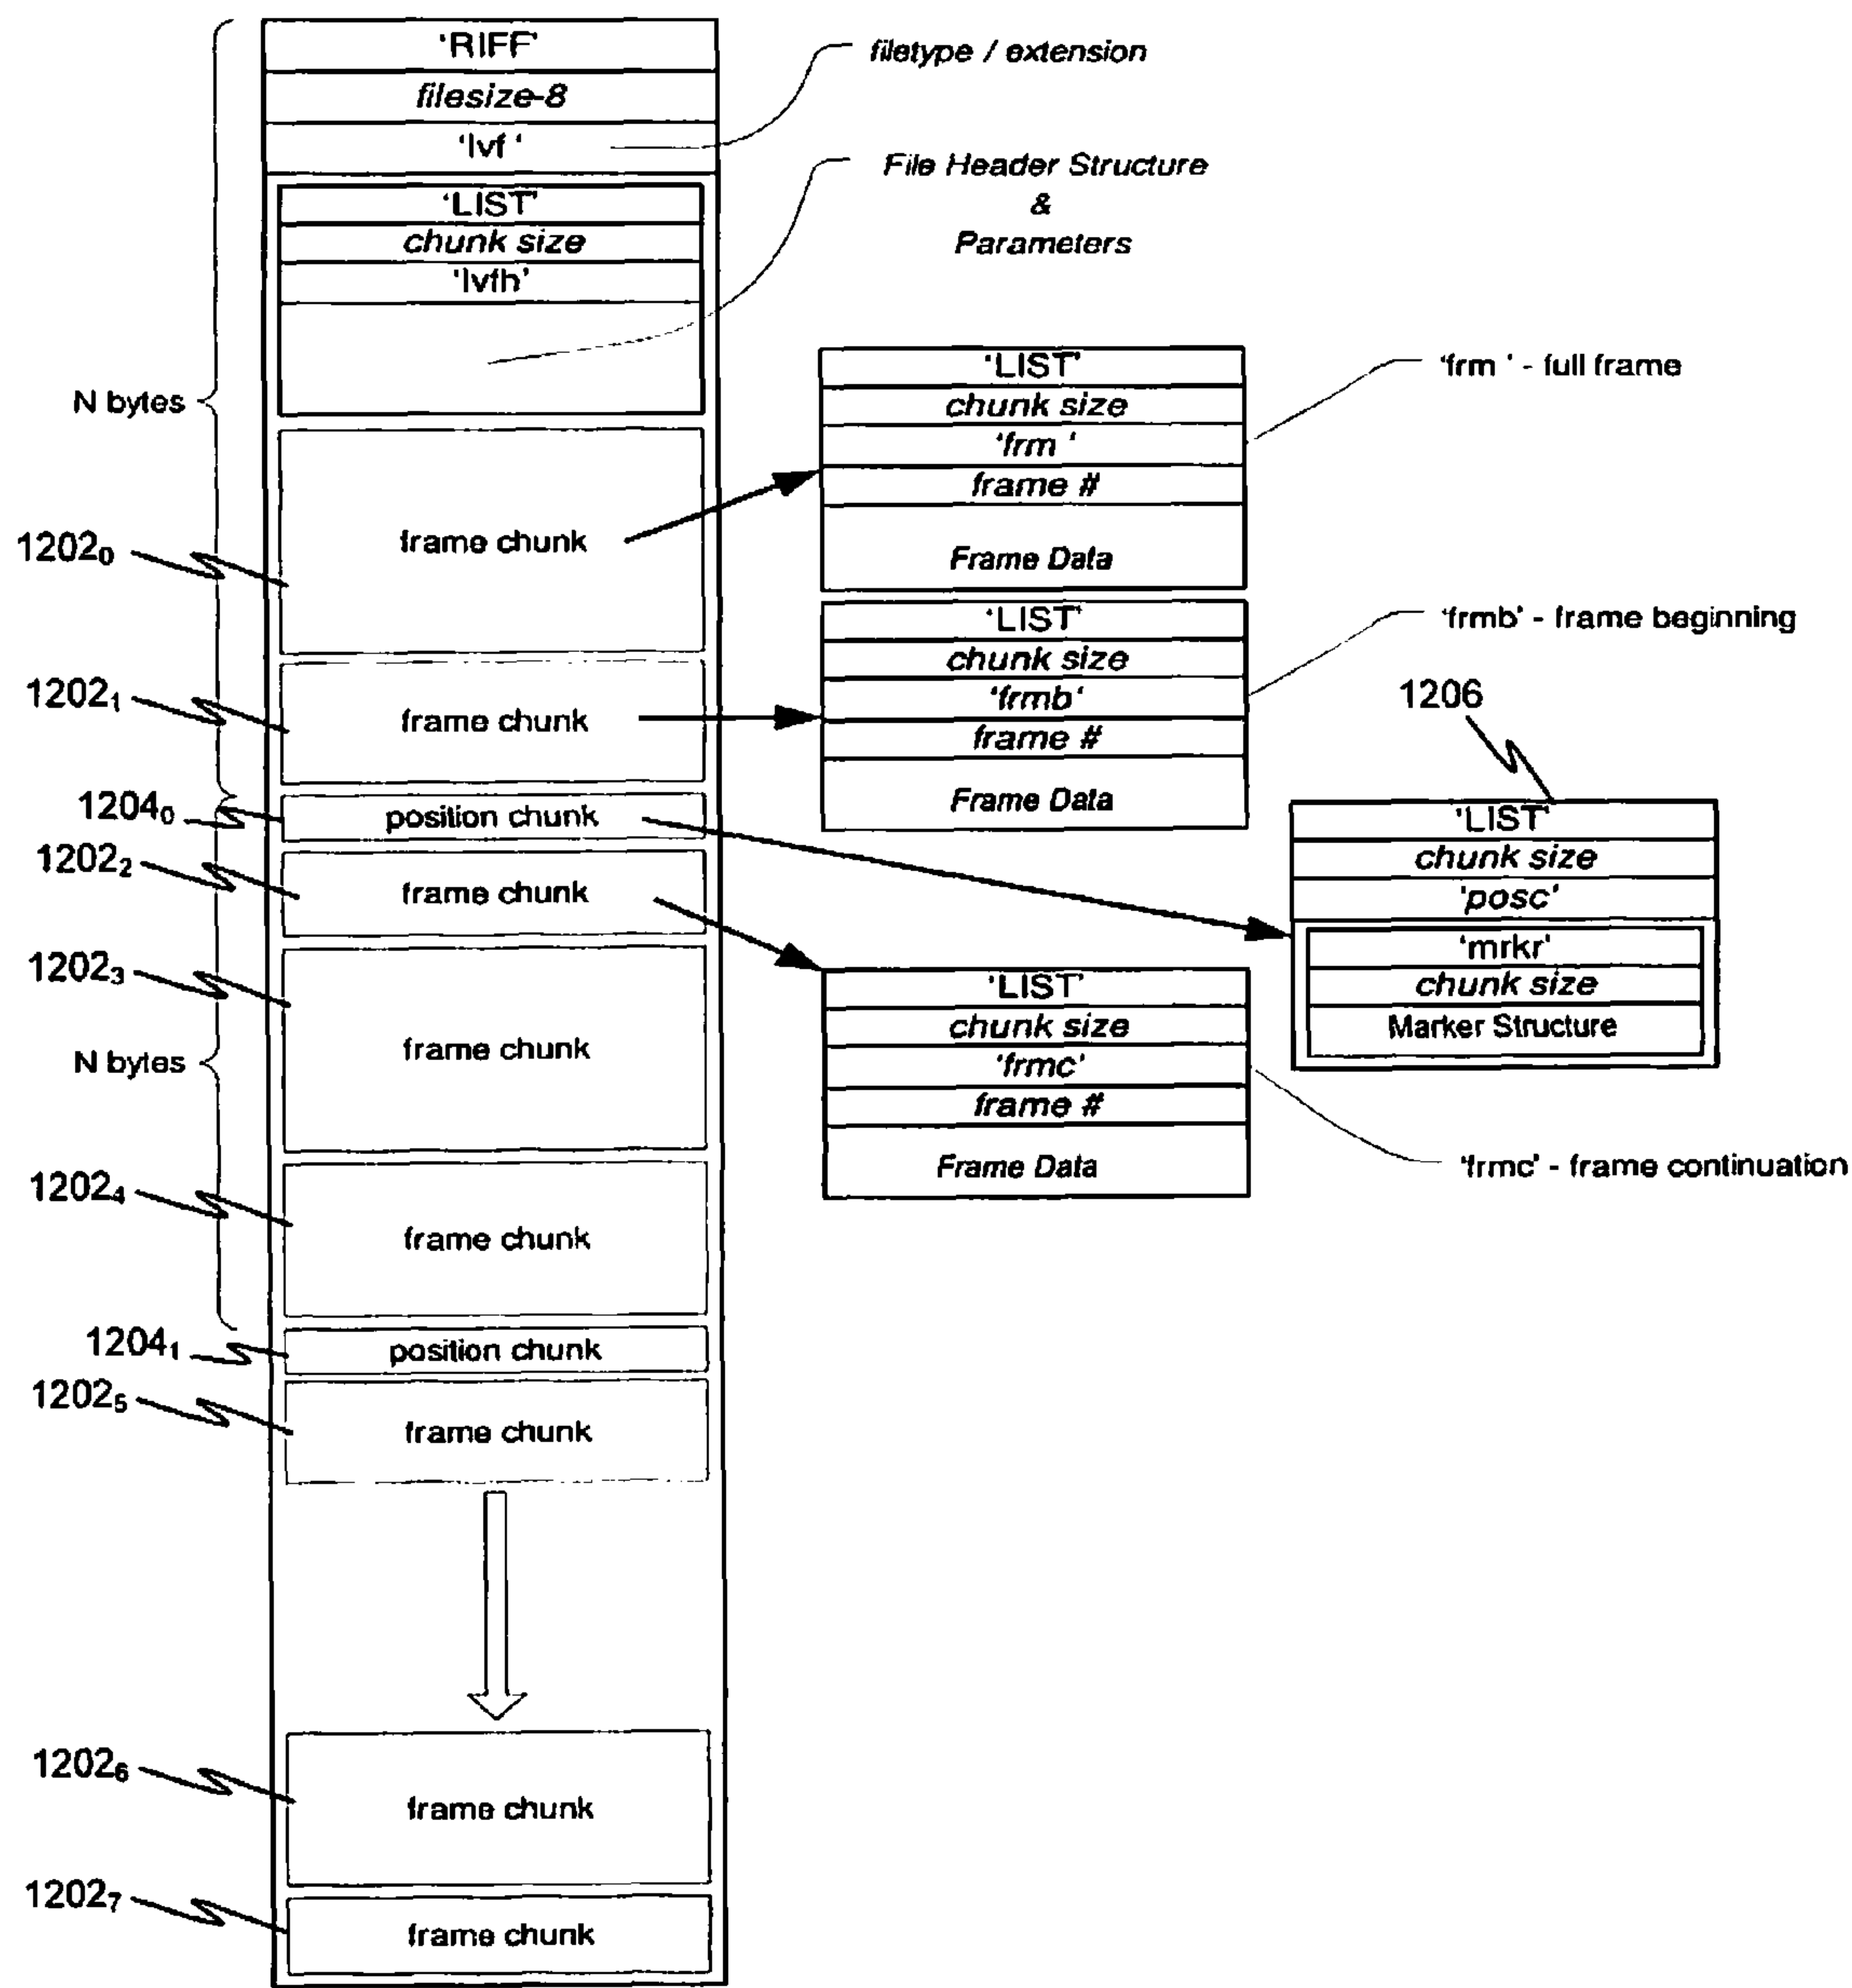 'RIFF'
filesize-8
'lvf '
filetype / extension
File Header Structure
&
Parameters
'LIST'
chunk size
'lvfh'
N bytes
'LIST'
chunk size
'frm '
frame #
Frame Data
'frm ' - full frame
1202₀
frame chunk
'LIST'
chunk size
'frmb'
frame #
Frame Data
'frmb' - frame beginning
1202₁
frame chunk
1206
1204₀
position chunk
'LIST'
chunk size
'posc'
'mrkr'
chunk size
Marker Structure
1202₂
frame chunk
1202₃
frame chunk
'LIST'
chunk size
'frmc'
frame #
Frame Data
'frmc' - frame continuation
N bytes
1202₄
frame chunk
1204₁
position chunk
1202₅
frame chunk
1202₆
frame chunk
1202₇
frame chunk